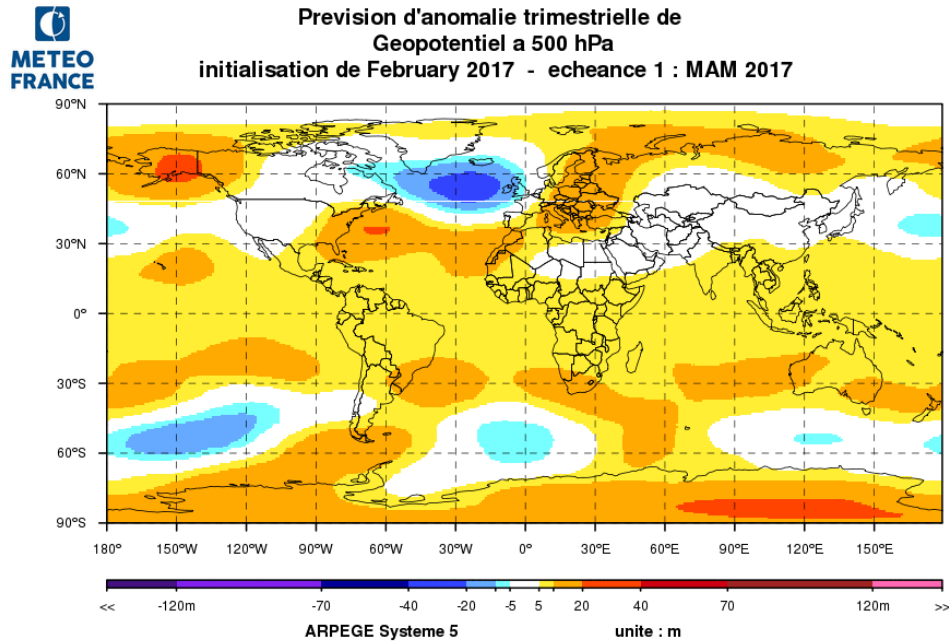 Prevision d'anomalie trimestrielle de
Geopotentiel a 500 hPa
initialisation de February 2017 - echeance 1 : MAM 2017
METEO
FRANCE
90ºN
60ºN
30ºN
0º
30ºS
60ºS
90ºS
180º 150ºW 120ºW 90ºW 60ºW 30ºW 0º 30ºE 60ºE 90ºE 120ºE 150ºE
<< -120m -70 -40 -20 -5 5 20 40 70 120m >>
ARPEGE Systeme 5 unite : m